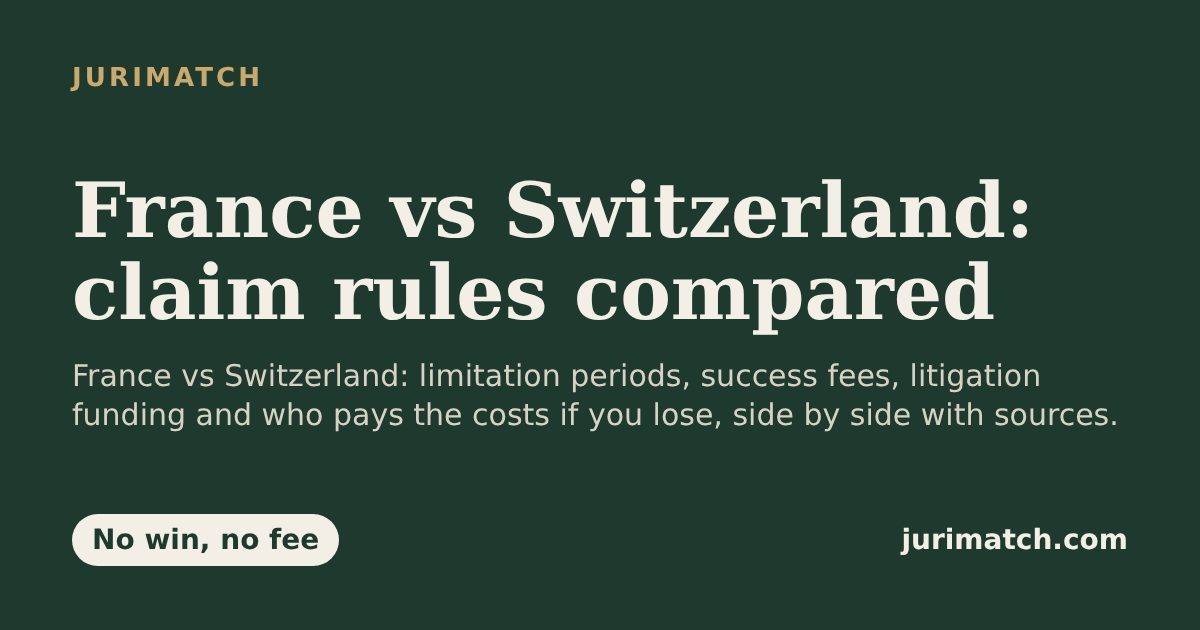 JURIMATCH
France vs Switzerland:
claim rules compared
France vs Switzerland: limitation periods, success fees, litigation
funding and who pays the costs if you lose, side by side with sources.
No win, no fee
jurimatch.com